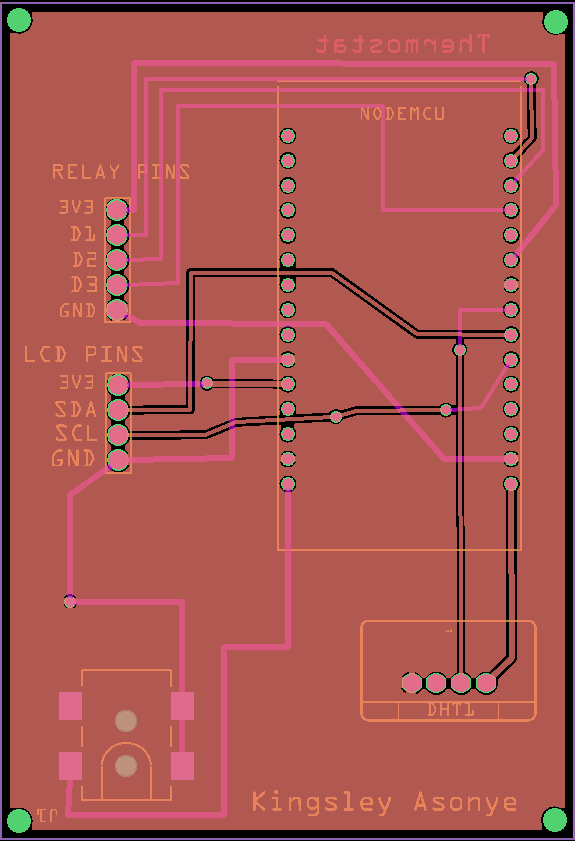 Thermostat
NODEMCU
RELAY PINS
3V3
D1
D2
D3
GND
LCD PINS
3V3
SDA
SCL
GND
DHT1
Kingsley Asonye
J1